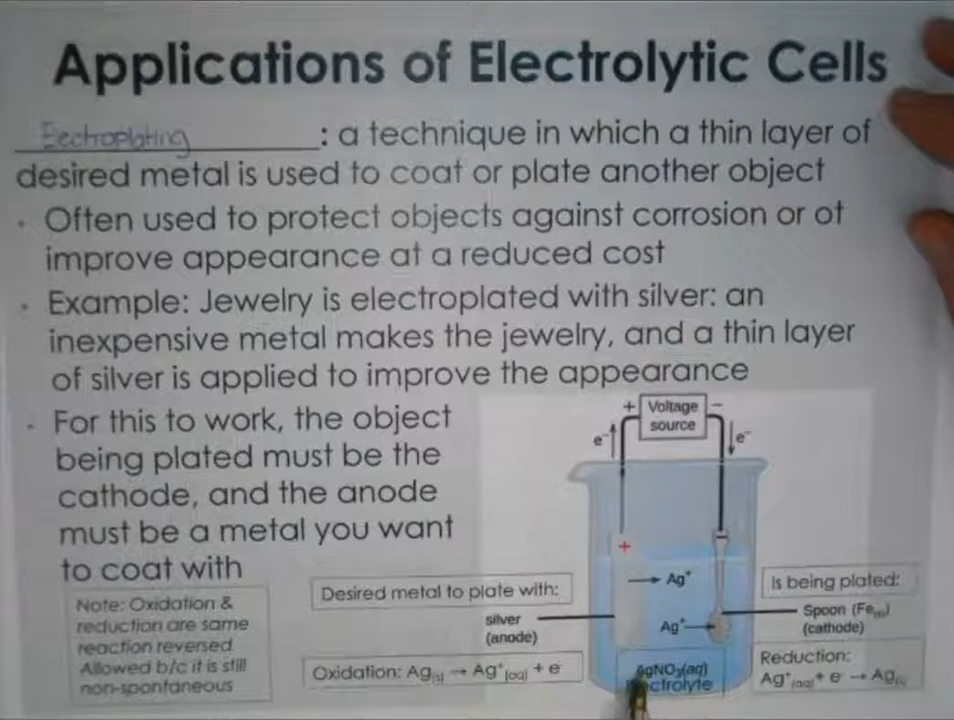 Applications of Electrolytic Cells
Electroplating : a technique in which a thin layer of
desired metal is used to coat or plate another object
• Often used to protect objects against corrosion or ot
improve appearance at a reduced cost
• Example: Jewelry is electroplated with silver: an
inexpensive metal makes the jewelry, and a thin layer
of silver is applied to improve the appearance
• For this to work, the object
being plated must be the
cathode, and the anode
must be a metal you want
to coat with
Note: Oxidation &
reduction are same
reaction reversed.
Allowed b/c it is still
non-spontaneous
+ Voltage −
source
e⁻
e⁻
+
−
Desired metal to plate with:
→ Ag⁺
Is being plated:
silver
(anode)
Ag⁺→
Spoon (Fe(s))
(cathode)
Oxidation: Ag(s) → Ag⁺(aq) + e⁻
AgNO₃(aq)
Reduction:
Ag⁺(aq) + e⁻ → Ag(s)